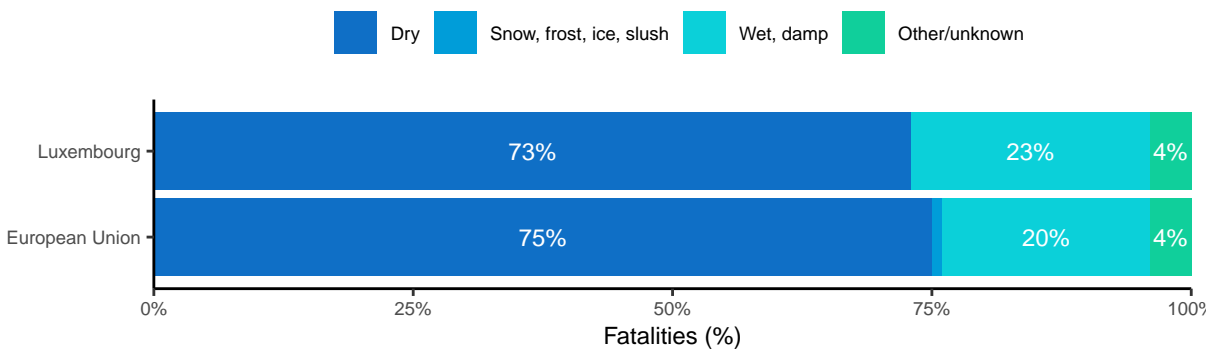 Dry Snow, frost, ice, slush Wet, damp Other/unknown
Luxembourg 73% 23% 4%
European Union 75% 20% 4%
0% 25% 50% 75% 100%
Fatalities (%)